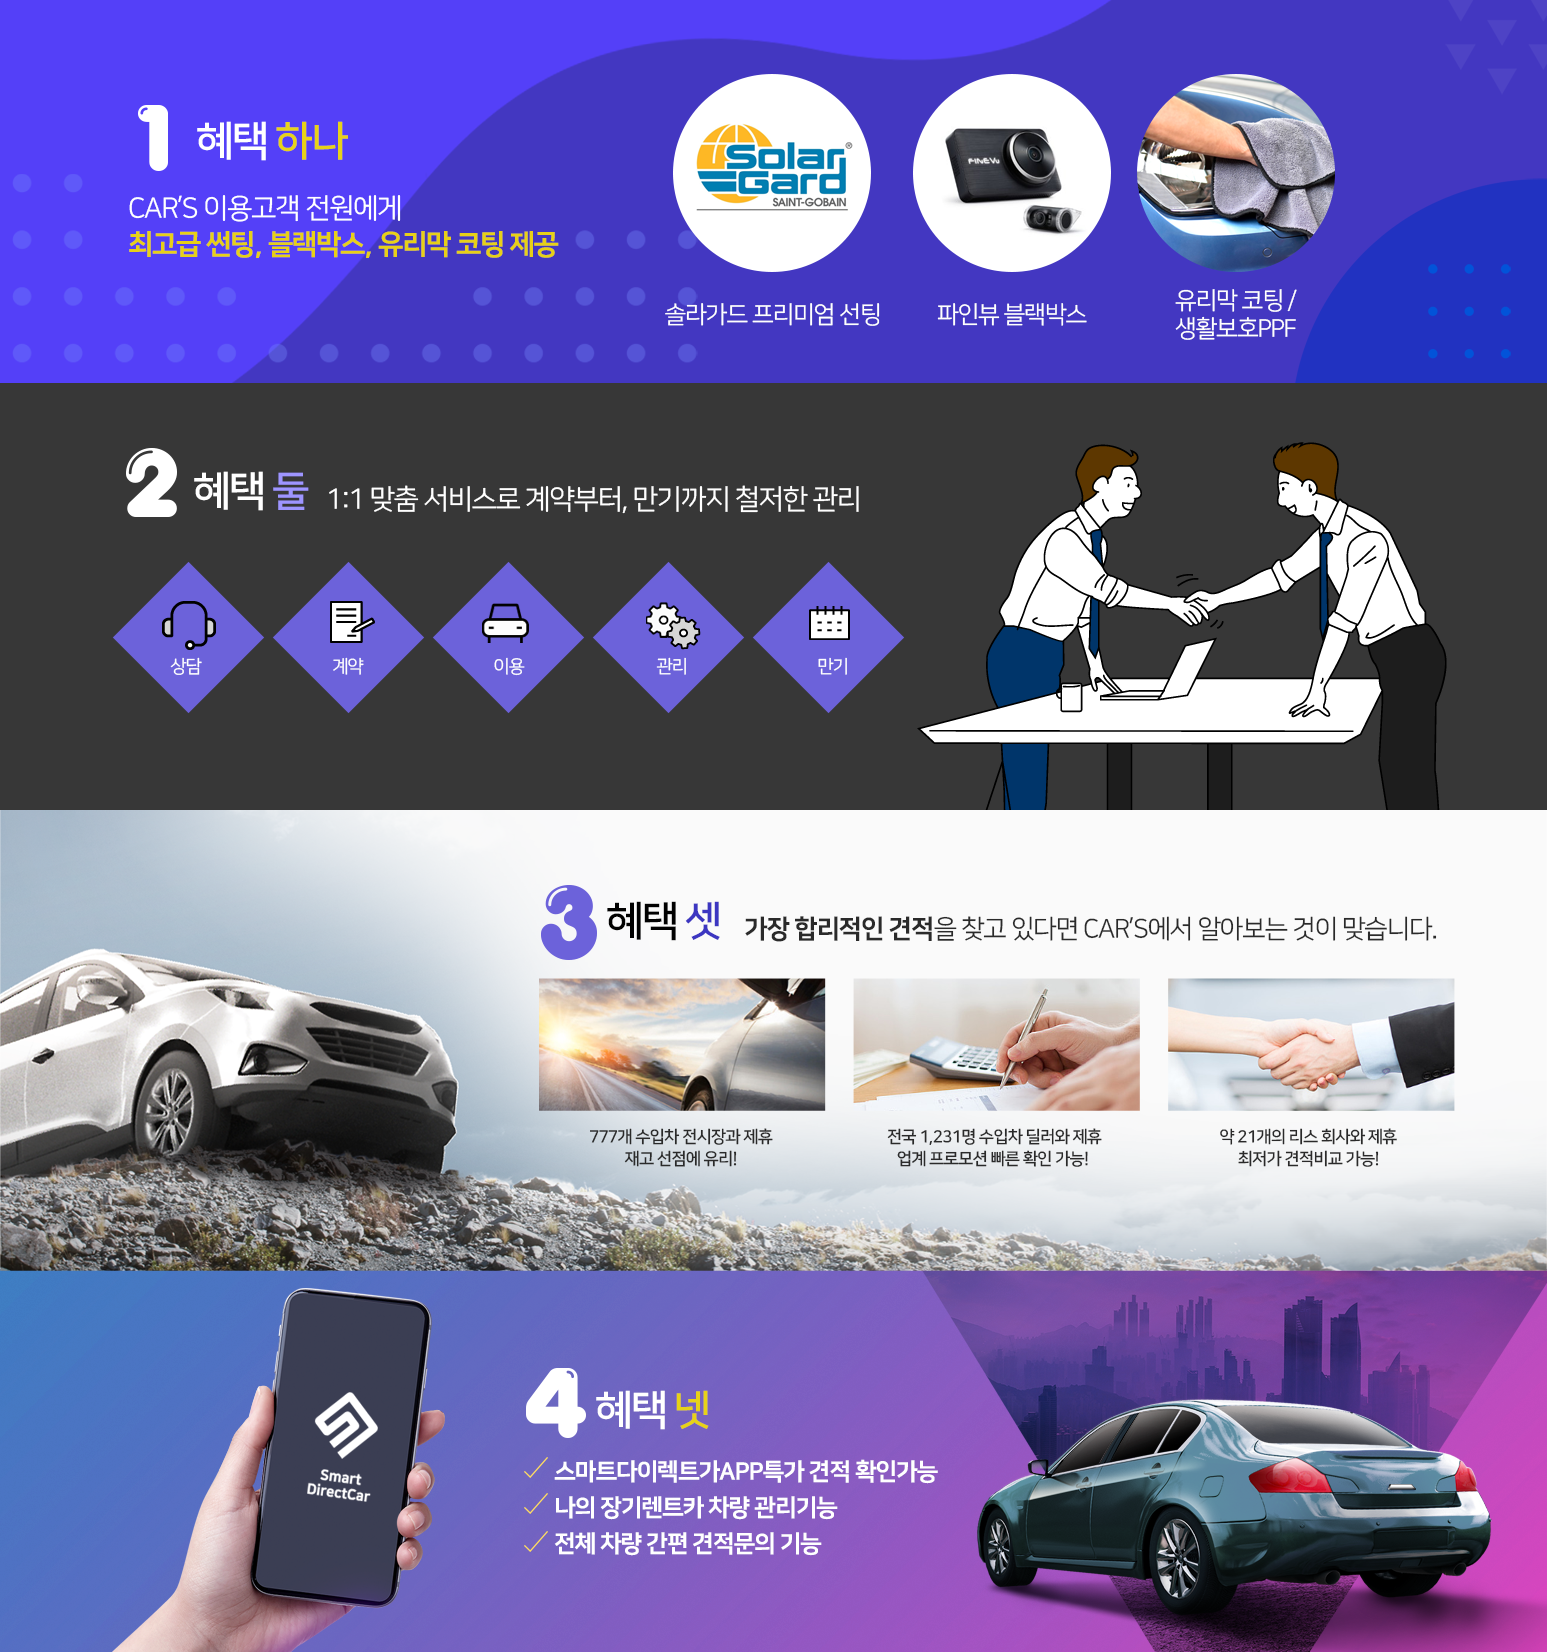 1 혜택 하나
CAR'S 이용고객 전원에게
최고급 썬팅, 블랙박스, 유리막 코팅 제공
Solar
Gard®
SAINT-GOBAIN
FINEVu
솔라가드 프리미엄 선팅
파인뷰 블랙박스
유리막 코팅 /
생활보호PPF
2 혜택 둘 1:1 맞춤 서비스로 계약부터, 만기까지 철저한 관리
상담
계약
이용
관리
만기
3 혜택 셋 가장 합리적인 견적을 찾고 있다면 CAR'S에서 알아보는 것이 맞습니다.
777개 수입차 전시장과 제휴
재고 선점에 유리!
전국 1,231명 수입차 딜러와 제휴
업계 프로모션 빠른 확인 가능!
약 21개의 리스 회사와 제휴
최저가 견적비교 가능!
Smart
DirectCar
4 혜택 넷
스마트다이렉트가APP특가 견적 확인가능
나의 장기렌트카 차량 관리기능
전체 차량 간편 견적문의 기능